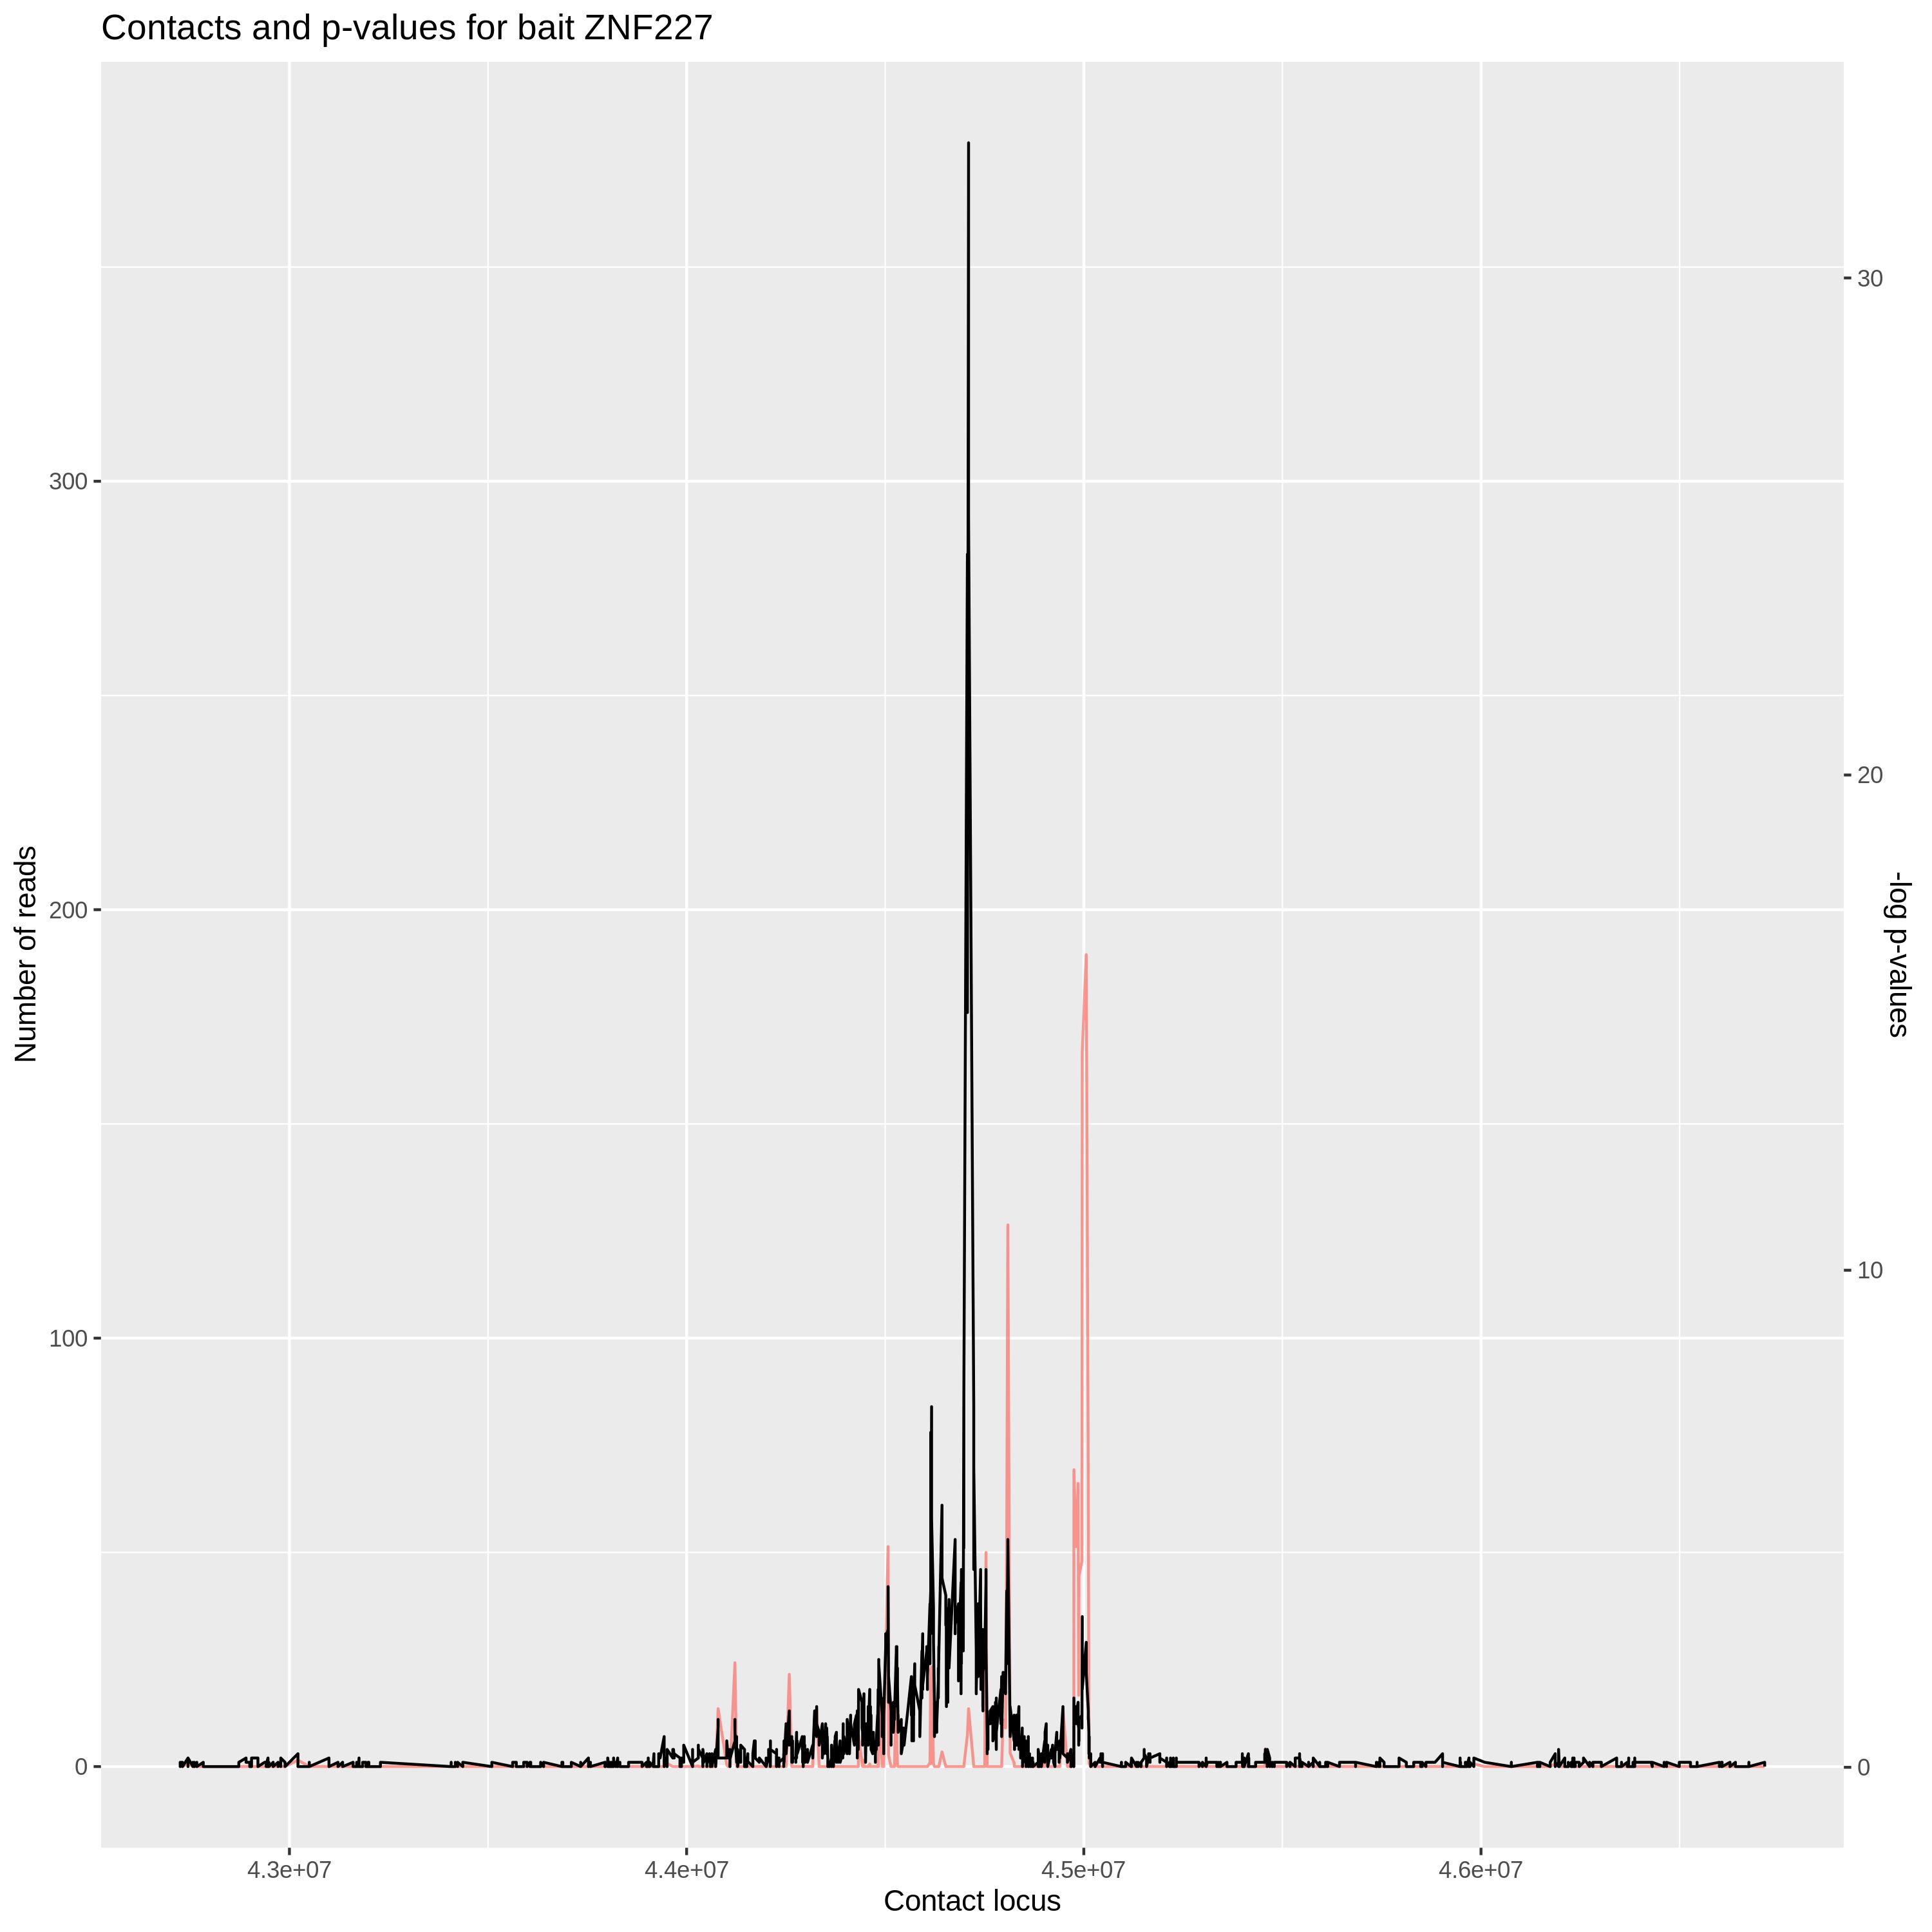 Contacts and p-values for bait ZNF227
Number of reads
300
200
100
0
30
20
10
0
-log p-values
4.3e+07 4.4e+07 4.5e+07 4.6e+07
Contact locus